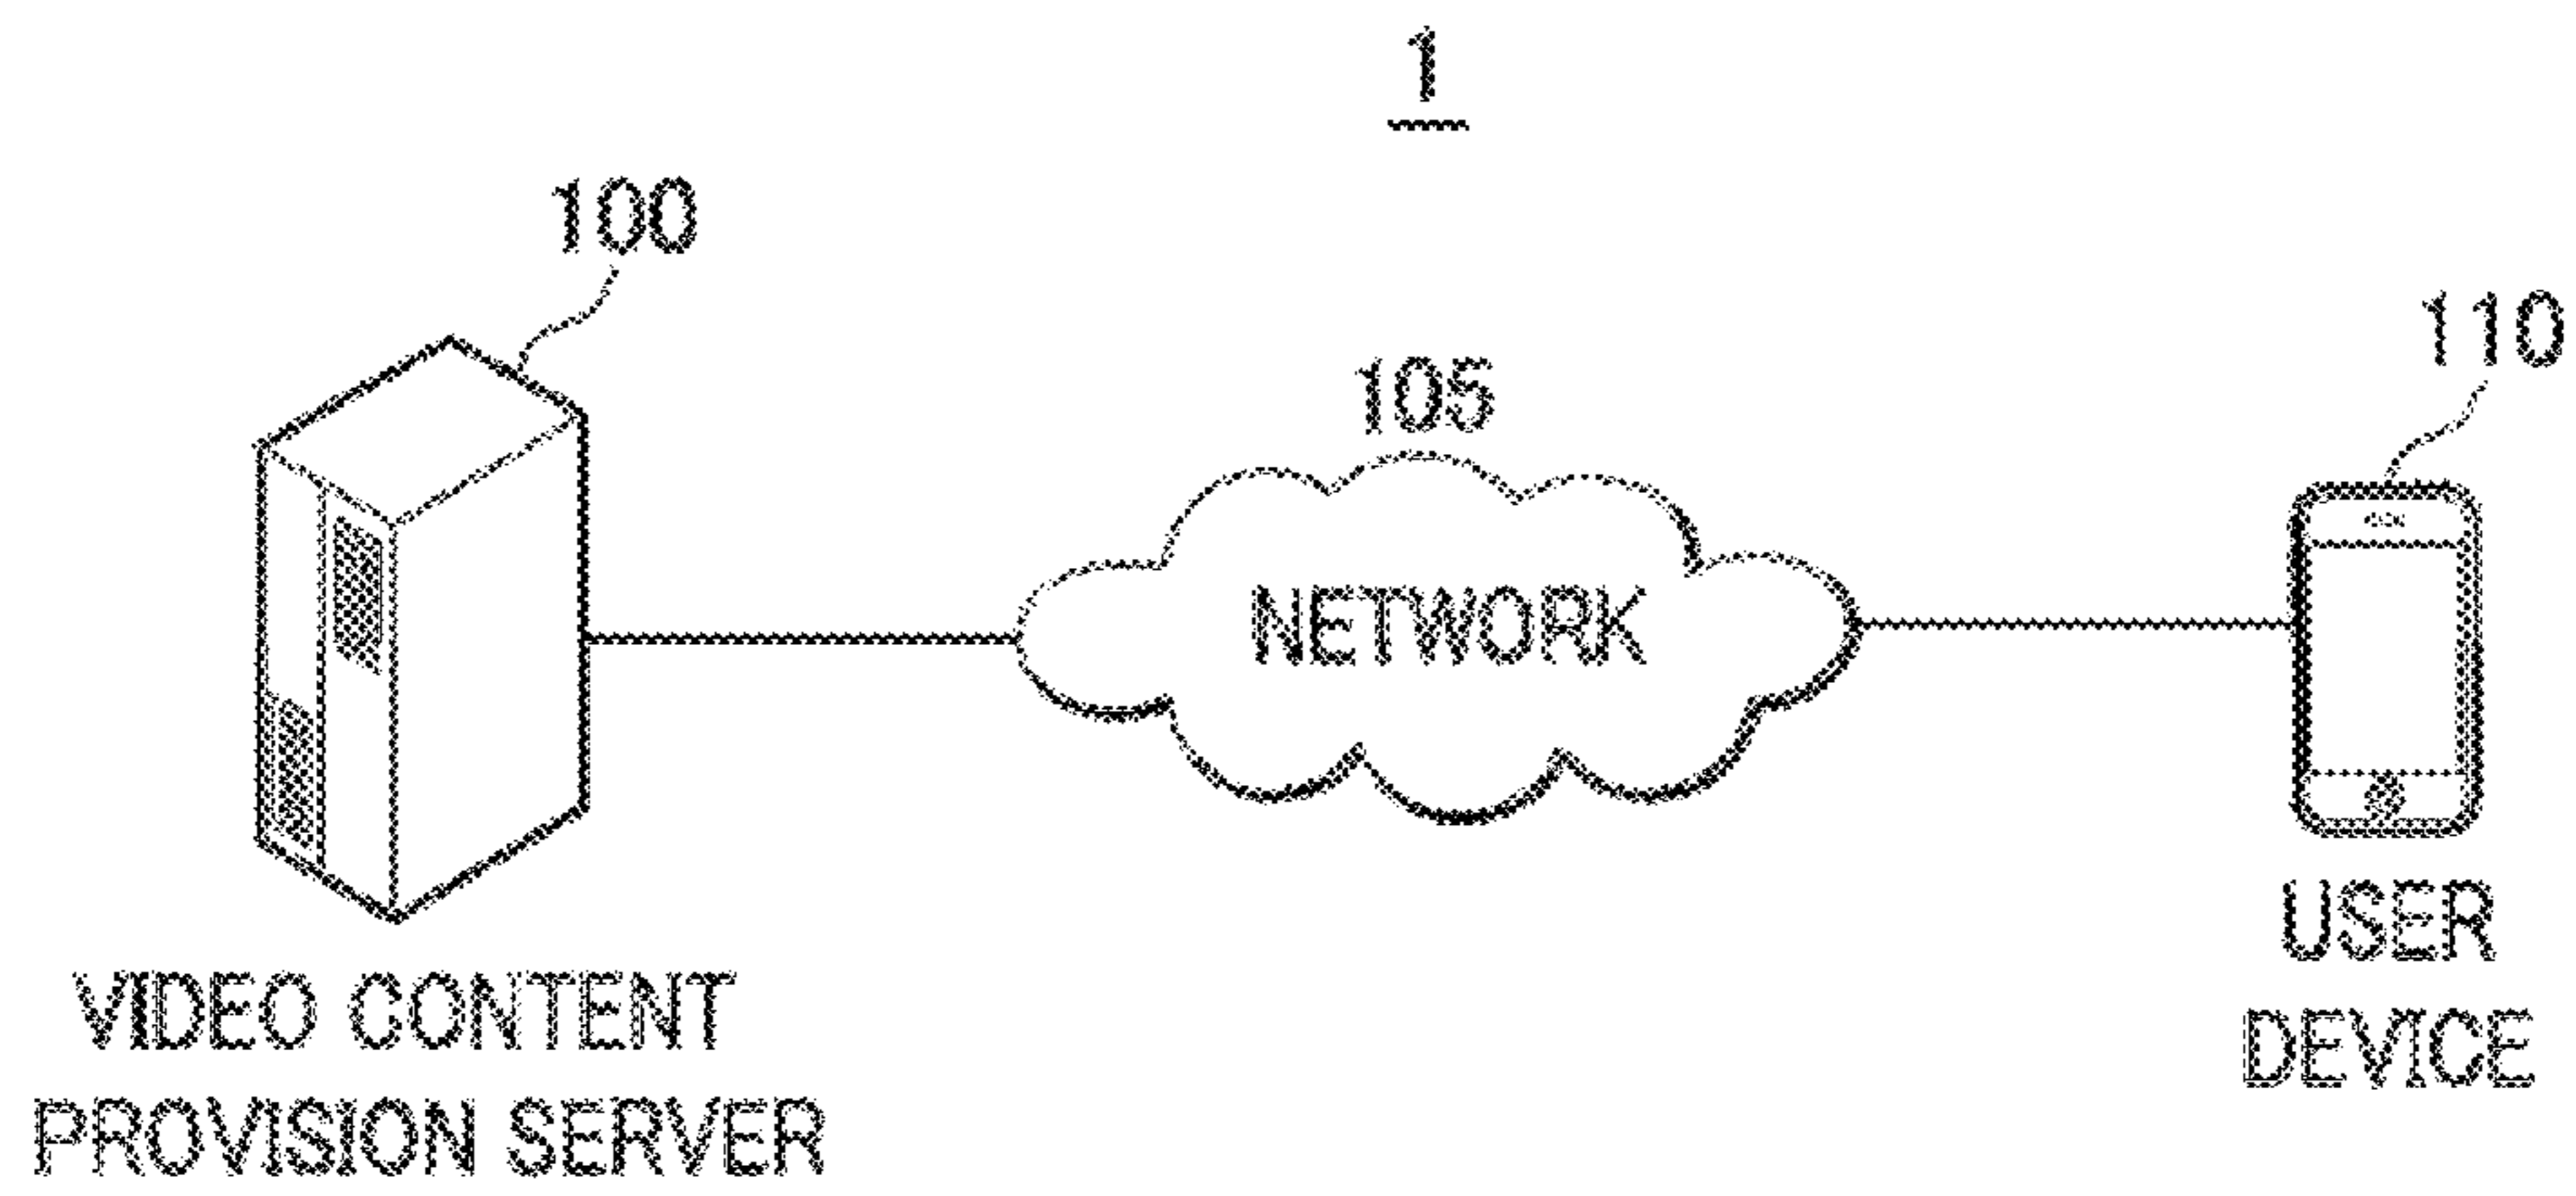 1
100
110
105
NETWORK
USER
DEVICE
VIDEO CONTENT
PROVISION SERVER